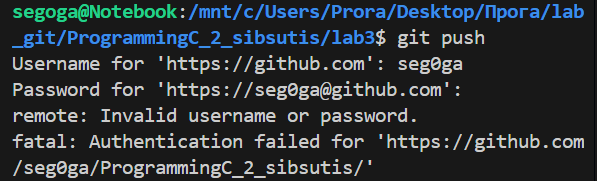 segoga@Notebook:/mnt/c/Users/Prora/Desktop/Прога/lab
_git/ProgrammingC_2_sibsutis/lab3$ git push
Username for 'https://github.com': seg0ga
Password for 'https://seg0ga@github.com':
remote: Invalid username or password.
fatal: Authentication failed for 'https://github.com
/seg0ga/ProgrammingC_2_sibsutis/'